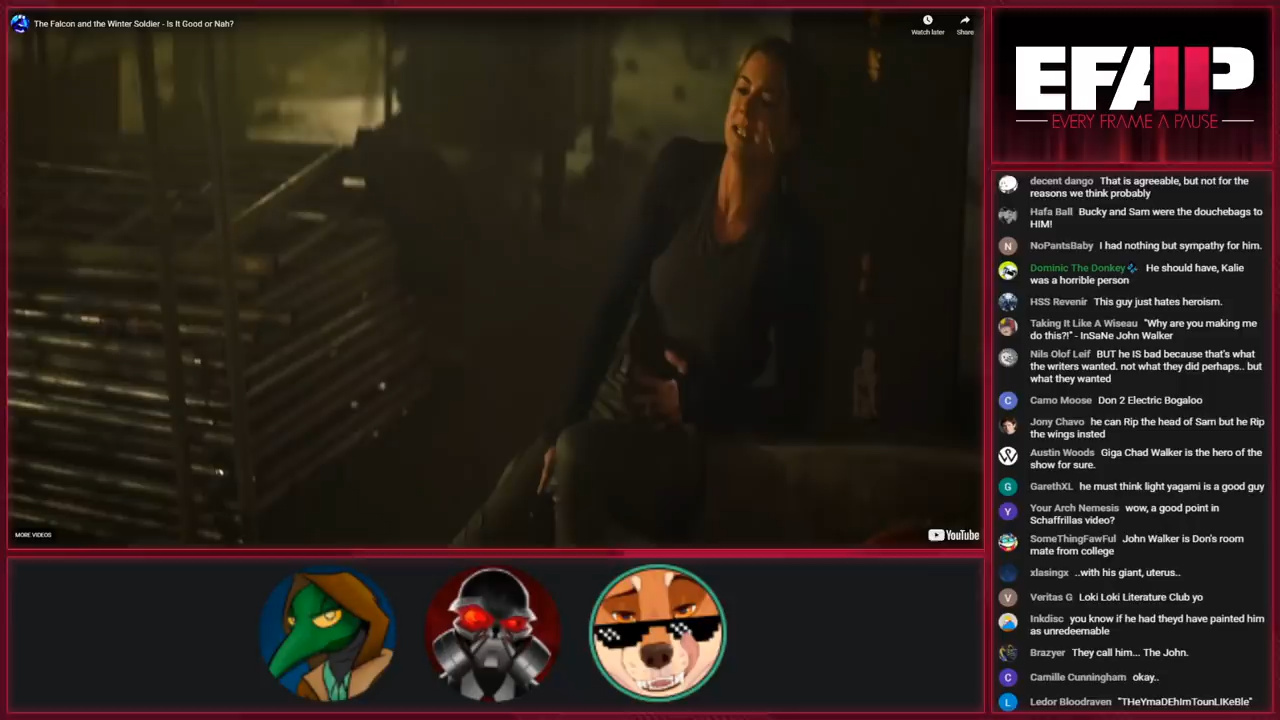 The Falcon and the Winter Soldier - Is It Good or Nah?
Watch later
Share
MORE VIDEOS
YouTube
EFAP
EVERY FRAME A PAUSE
decent dango That is agreeable, but not for the
reasons we think probably
Hafa Ball Bucky and Sam were the douchebags to
HIM!
N
NoPantsBaby I had nothing but sympathy for him.
Dominic The Donkey He should have, Kalie
was a horrible person
HSS Revenir This guy just hates heroism.
Taking It Like A Wiseau "Why are you making me
do this?!" - InSaNe John Walker
Nils Olof Leif BUT he IS bad because that's what
the writers wanted. not what they did perhaps.. but
what they wanted
C
Camo Moose Don 2 Electric Bogaloo
Jony Chavo he can Rip the head of Sam but he Rip
the wings insted
Austin Woods Giga Chad Walker is the hero of the
show for sure.
G
GarethXL he must think light yagami is a good guy
Y
Your Arch Nemesis wow, a good point in
Schaffrillas video?
SomeThingFawFul John Walker is Don's room
mate from college
xlasingx ..with his giant, uterus..
V
Veritas G Loki Loki Literature Club yo
Inkdisc you know if he had theyd have painted him
as unredeemable
Brazyer They call him... The John.
C
Camille Cunningham okay..
L
Ledor Bloodraven "THeYmaDEhImTounLIKeBle"